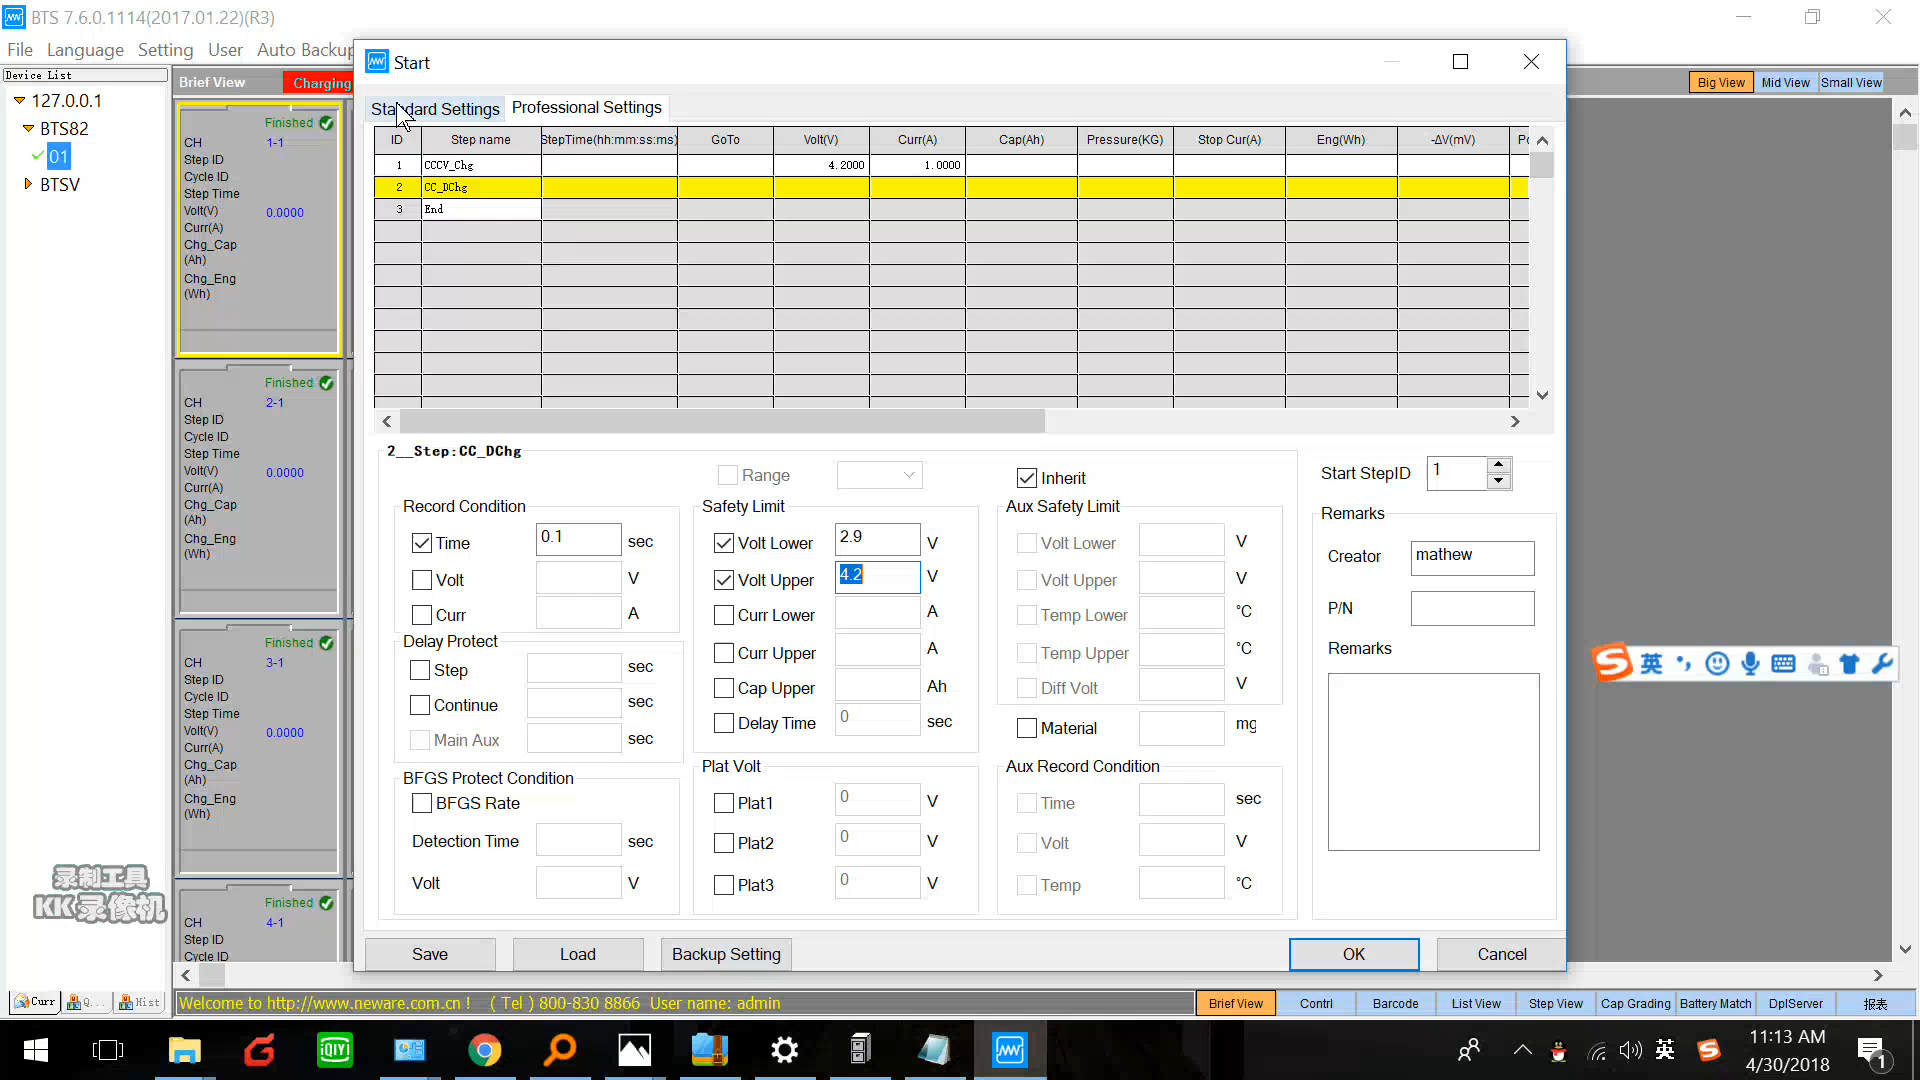 BTS 7.6.0.1114(2017.01.22)(R3)
File Language Setting User Auto Backup
Device List
127.0.0.1
BTS82
01
BTSV
Brief View Charging
Big View Mid View Small View
Finished
CH 1-1
Step ID
Cycle ID
Step Time
Volt(V) 0.0000
Curr(A)
Chg_Cap
(Ah)
Chg_Eng
(Wh)
Finished
CH 2-1
Step ID
Cycle ID
Step Time
Volt(V) 0.0000
Curr(A)
Chg_Cap
(Ah)
Chg_Eng
(Wh)
Finished
CH 3-1
Step ID
Cycle ID
Step Time
Volt(V) 0.0000
Curr(A)
Chg_Cap
(Ah)
Chg_Eng
(Wh)
Finished
CH 4-1
Step ID
Cycle ID
Start
Standard Settings Professional Settings
ID Step name StepTime(hh:mm:ss:ms) GoTo Volt(V) Curr(A) Cap(Ah) Pressure(KG) Stop Cur(A) Eng(Wh) -ΔV(mV)
1 CCCV_Chg 4.2000 1.0000
2 CC_DChg
3 End
2__Step:CC_DChg
Range
Inherit
Start StepID 1
Record Condition
Time 0.1 sec
Volt V
Curr A
Delay Protect
Step sec
Continue sec
Main Aux sec
BFGS Protect Condition
BFGS Rate
Detection Time sec
Volt V
Safety Limit
Volt Lower 2.9 V
Volt Upper 4.2 V
Curr Lower A
Curr Upper A
Cap Upper Ah
Delay Time 0 sec
Plat Volt
Plat1 0 V
Plat2 0 V
Plat3 0 V
Aux Safety Limit
Volt Lower V
Volt Upper V
Temp Lower °C
Temp Upper °C
Diff Volt V
Material mg
Aux Record Condition
Time sec
Volt V
Temp °C
Remarks
Creator mathew
P/N
Remarks
Save Load Backup Setting OK Cancel
英
录制工具
KK录像机
Curr Q... Hist
Welcome to http://www.neware.com.cn ! ( Tel ) 800-830 8866 User name: admin
Brief View Contrl Barcode List View Step View Cap Grading Battery Match DplServer 报表
iQIYI
英
11:13 AM
4/30/2018
1